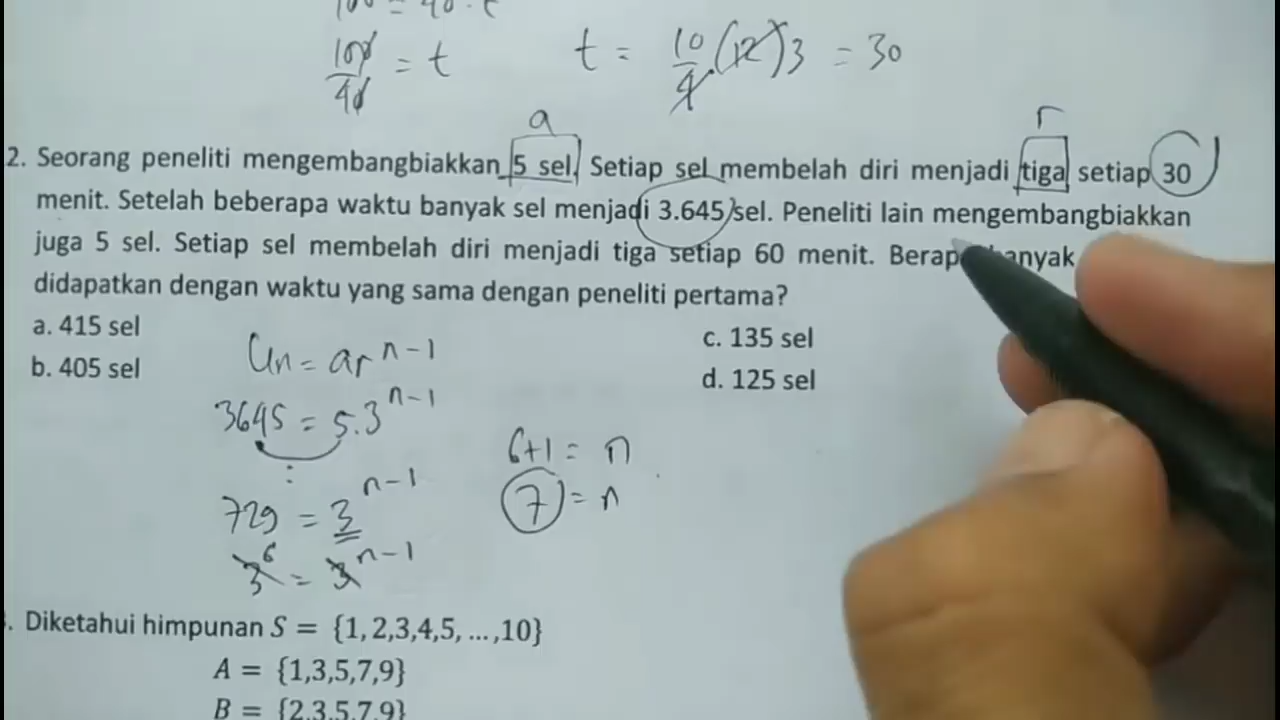 100 = 40 . t
100/40 = t
t = 10/4 (12) 3 = 30
a
r
2. Seorang peneliti mengembangbiakkan 5 sel. Setiap sel membelah diri menjadi tiga setiap 30
menit. Setelah beberapa waktu banyak sel menjadi 3.645 sel. Peneliti lain mengembangbiakkan
juga 5 sel. Setiap sel membelah diri menjadi tiga setiap 60 menit. anyak
didapatkan dengan waktu yang sama dengan peneliti pertama?
a. 415 sel
b. 405 sel
c. 135 sel
d. 125 sel
Un = ar^n-1
3645 = 5.3^n-1
:
729 = 3^n-1
3^6 = 3^n-1
6+1 = n
7 = n
. Diketahui himpunan S = {1, 2,3,4,5, ... ,10}
A = {1,3,5,7,9}
B = {2,3,5,7,9}